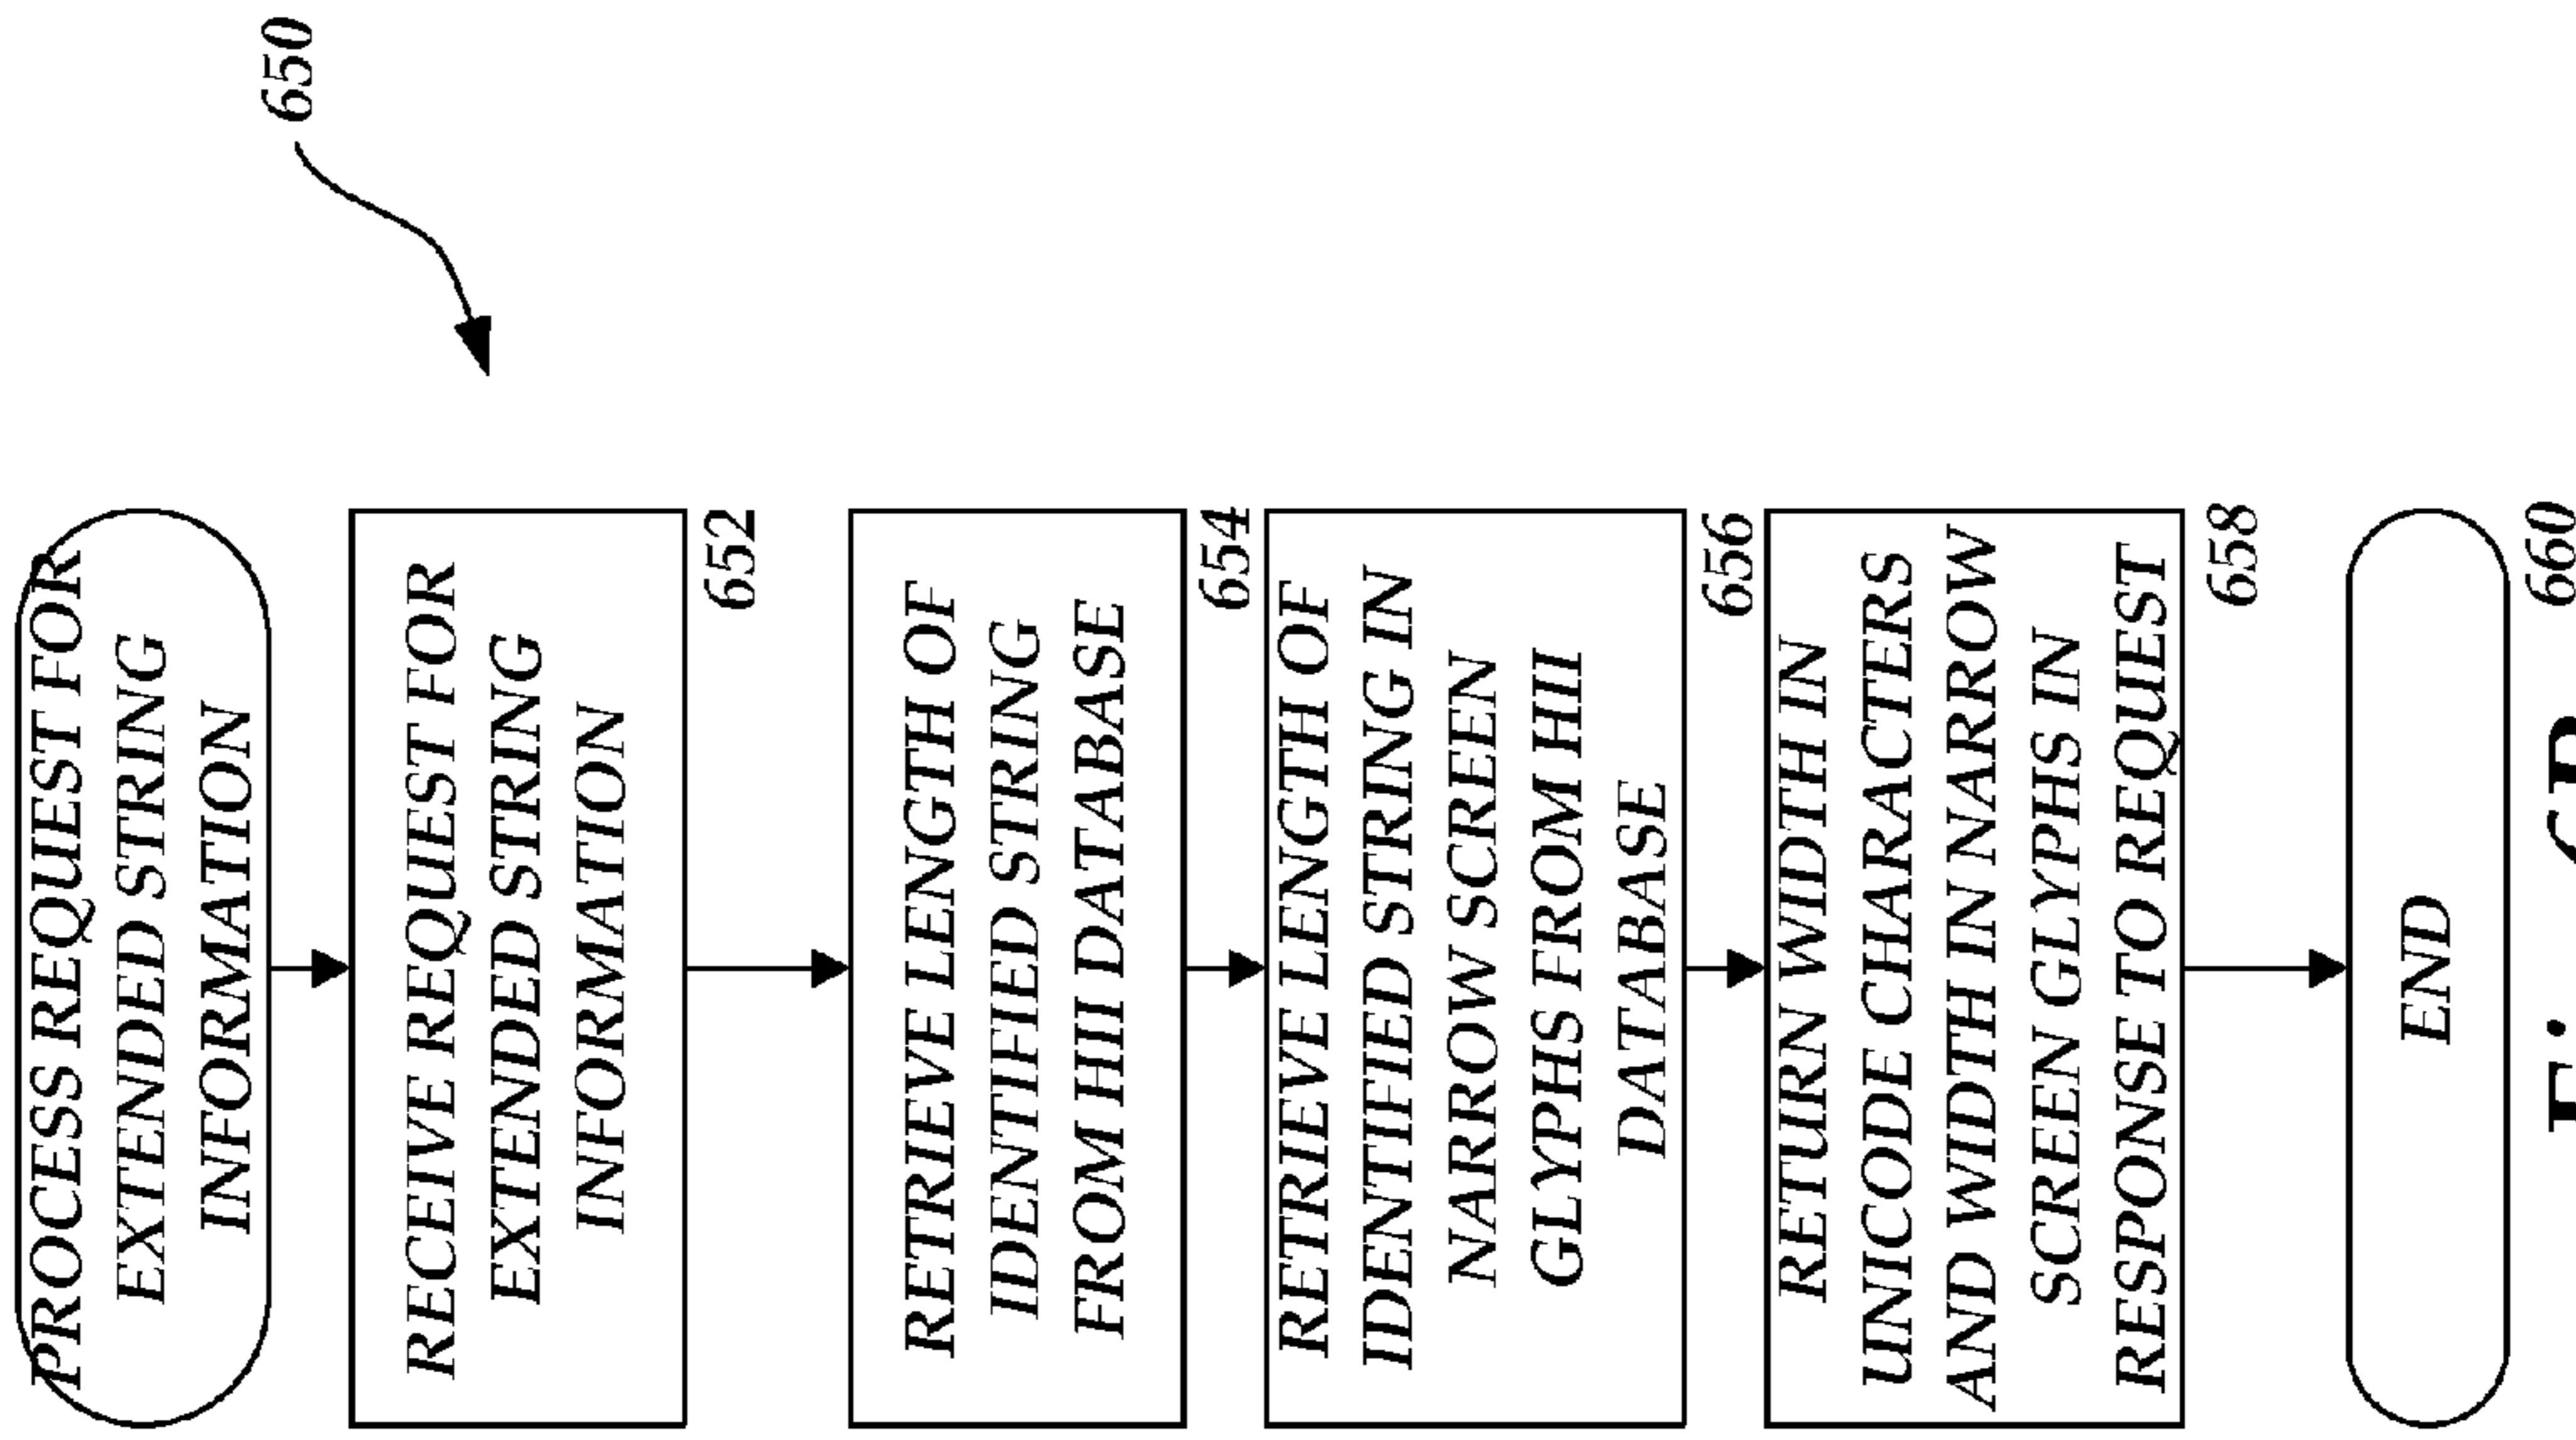 650
PROCESS REQUEST FOR
EXTENDED STRING
INFORMATION
RECEIVE REQUEST FOR
EXTENDED STRING
INFORMATION
652
RETRIEVE LENGTH OF
IDENTIFIED STRING
FROM HII DATABASE
654
RETRIEVE LENGTH OF
IDENTIFIED STRING IN
NARROW SCREEN
GLYPHS FROM HII
DATABASE
656
RETURN WIDTH IN
UNICODE CHARACTERS
AND WIDTH IN NARROW
SCREEN GLYPHS IN
RESPONSE TO REQUEST
658
END
660